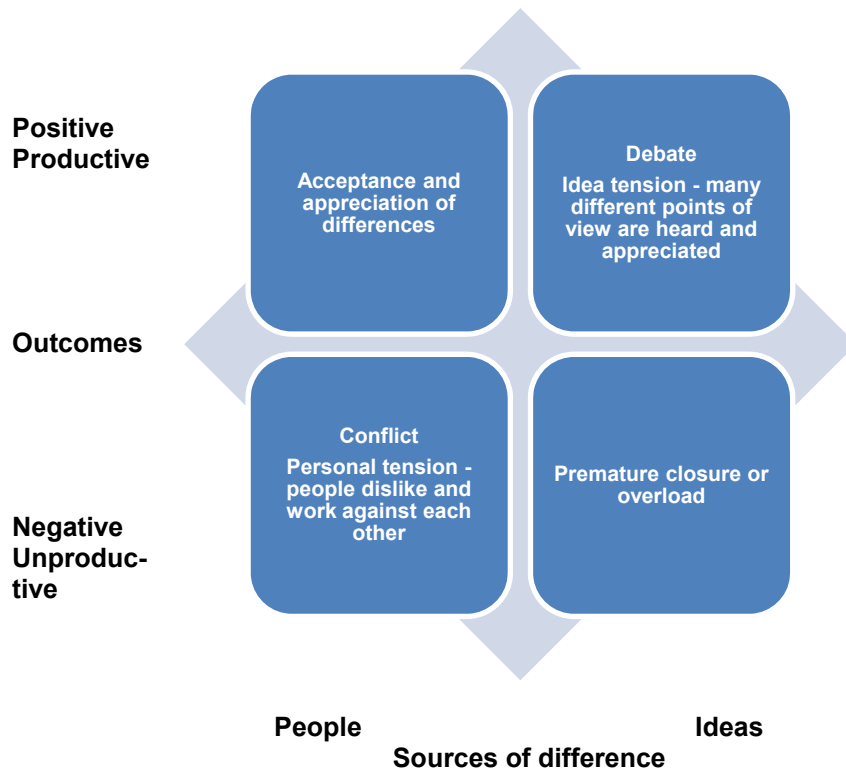 Positive
Productive
Acceptance and
appreciation of
differences
Debate
Idea tension - many
different points of
view are heard and
appreciated
Outcomes
Conflict
Personal tension -
people dislike and
work against each
other
Premature closure or
overload
Negative
Unproduc-
tive
People
Ideas
Sources of difference